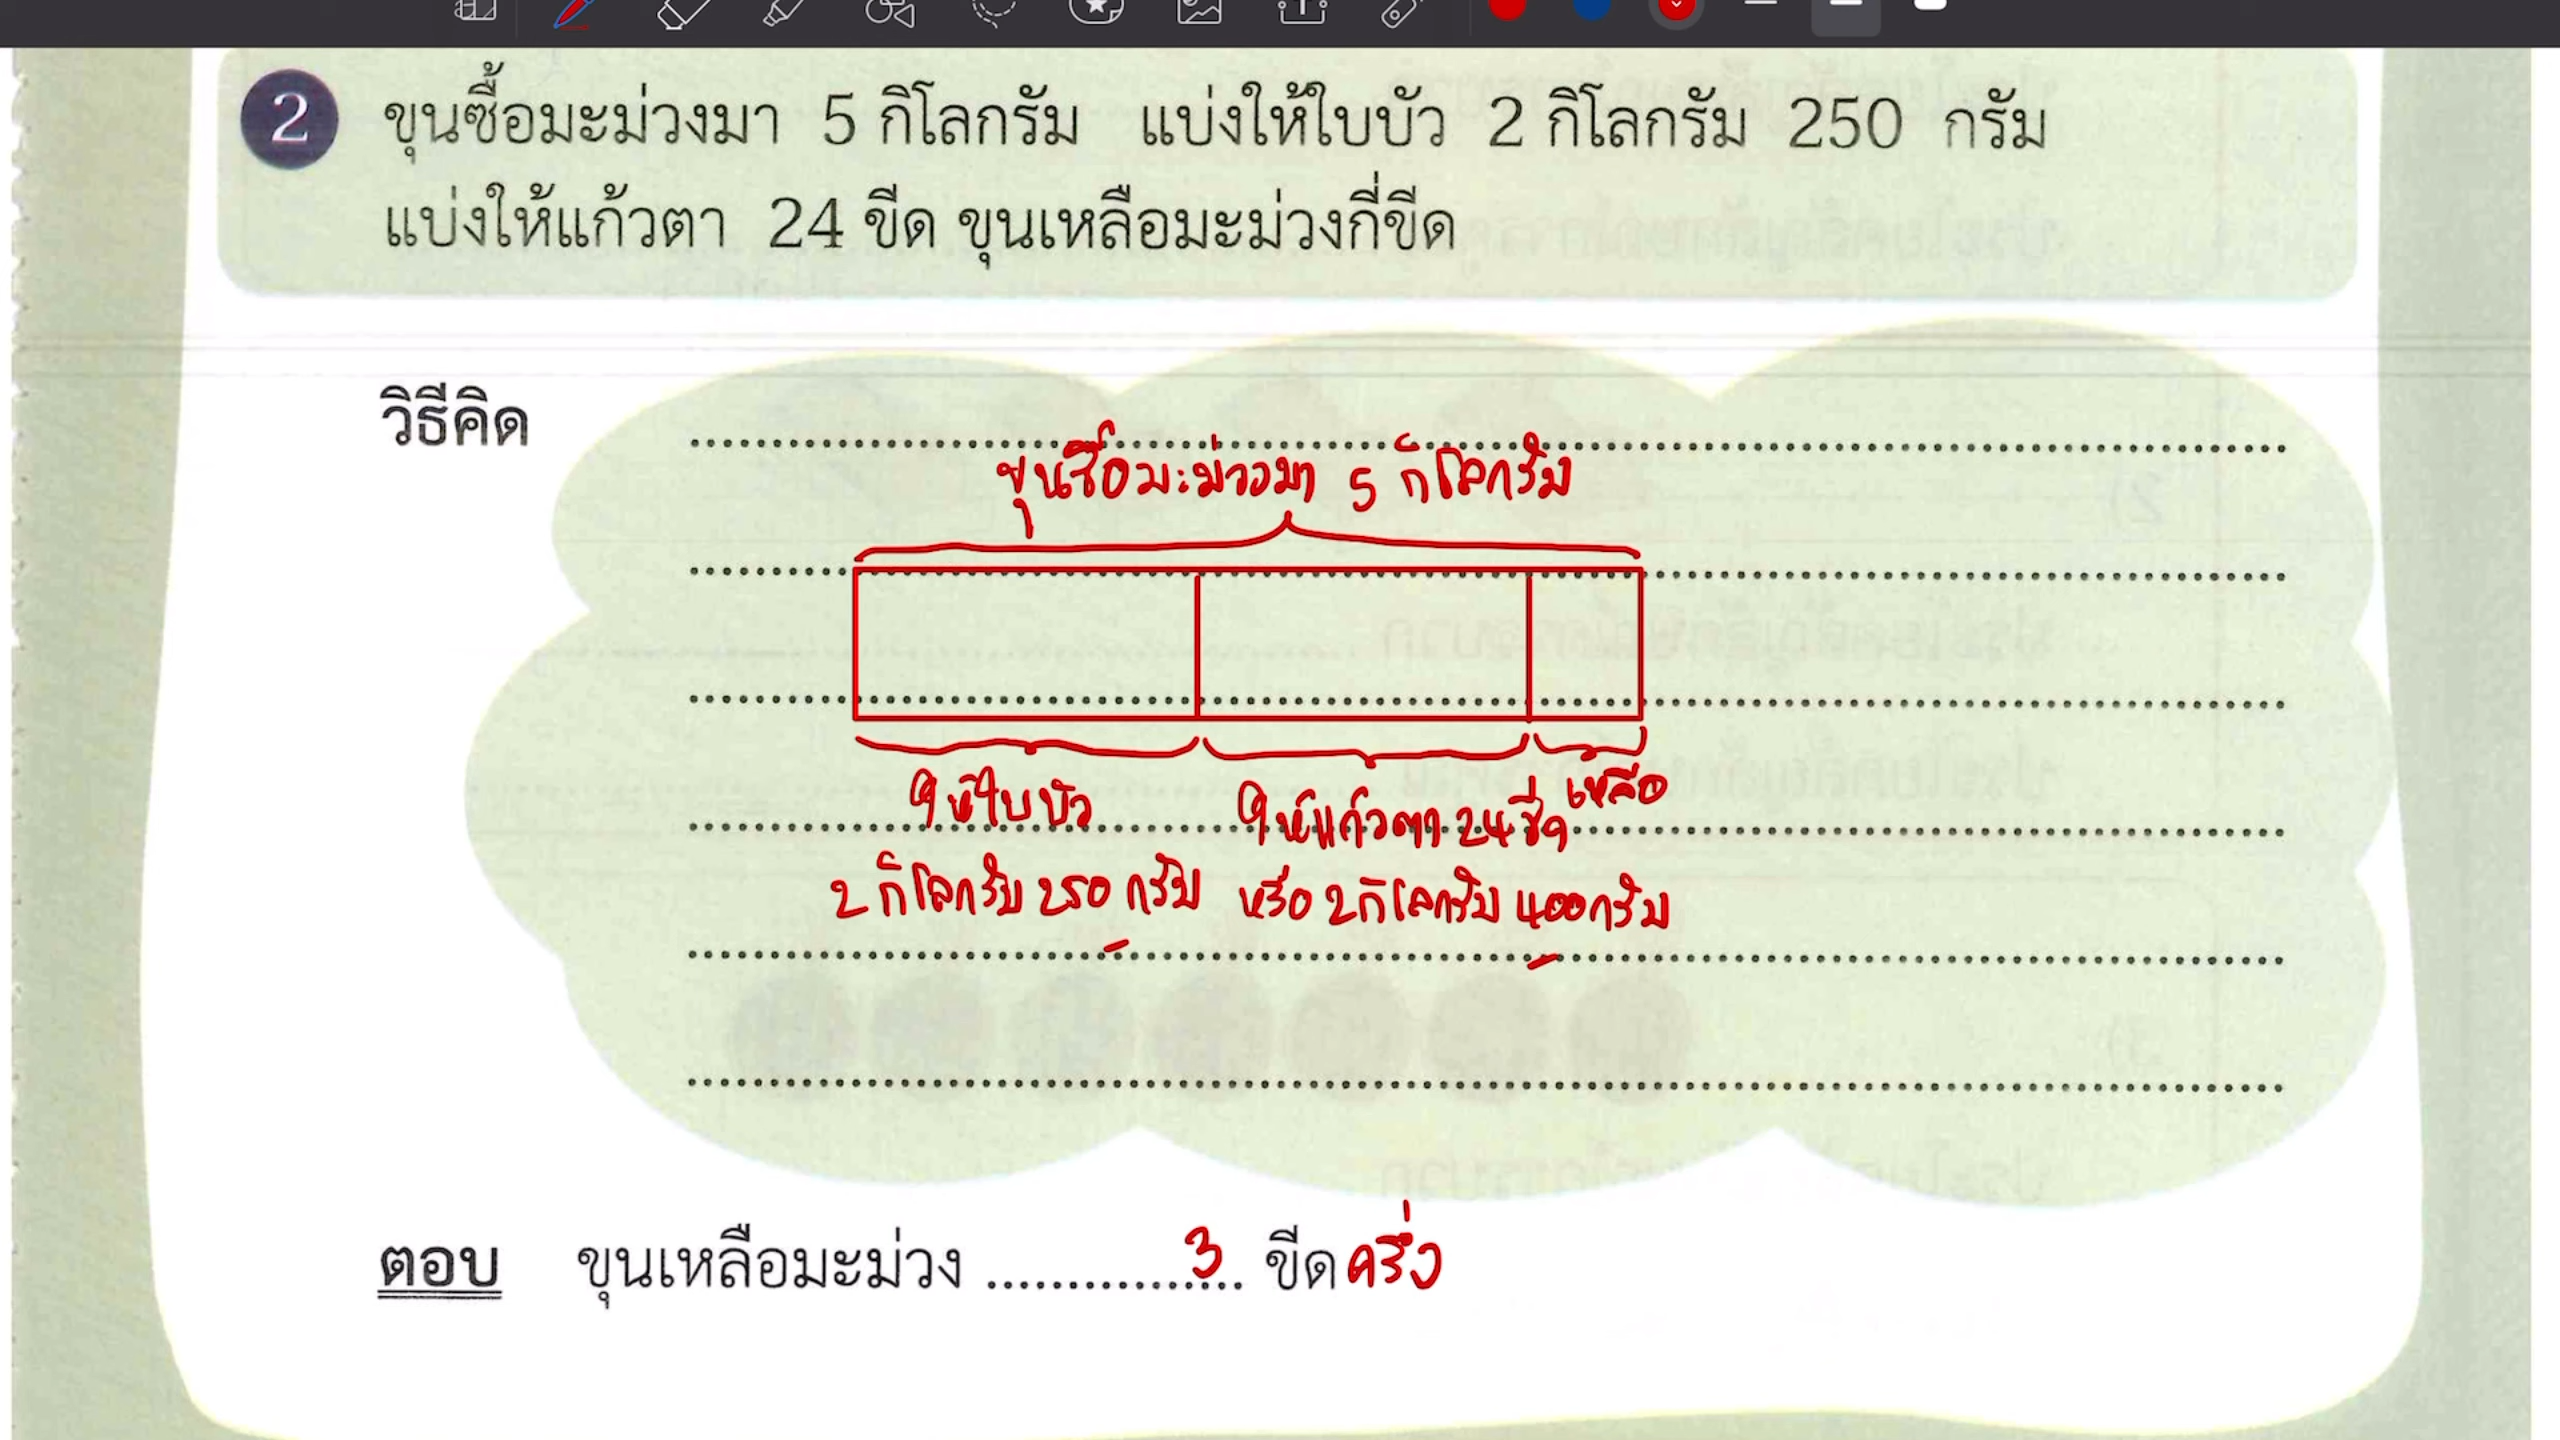 2 ขุนซื้อมะม่วงมา 5 กิโลกรัม แบ่งให้ใบบัว 2 กิโลกรัม 250 กรัม
แบ่งให้แก้วตา 24 ขีด ขุนเหลือมะม่วงกี่ขีด
วิธีคิด
ขุนซื้อมะม่วงมา 5 กิโลกรัม
ให้ใบบัว ให้แก้วตา 24 ขีด เหลือ
2 กิโลกรัม 250 กรัม หรือ 2 กิโลกรัม 400 กรัม
ตอบ ขุนเหลือมะม่วง 3 ขีดครึ่ง